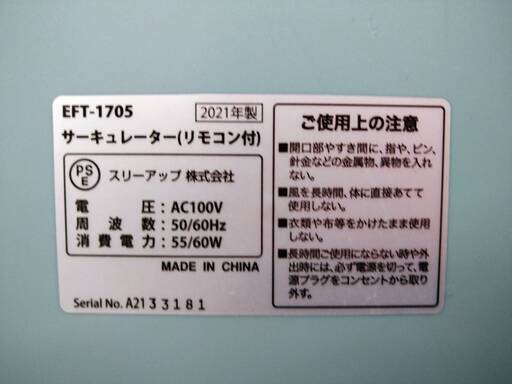 EFT-1705 2021年製
サーキュレーター(リモコン付)
PSE スリーアップ 株式会社
電圧:AC100V
周波数:50/60Hz
消費電力:55/60W
MADE IN CHINA
Serial No. A2133181
ご使用上の注意
■開口部やすき間に、指や、ピン、
針金などの金属物、異物を入れ
ない。
■風を長時間、体に直接あてて
使用しない。
■衣類や布等をかけたまま使用
しない。
■長時間ご使用にならない時や外
出時には、必ず電源を切って、電
源プラグをコンセントから取り
外す。